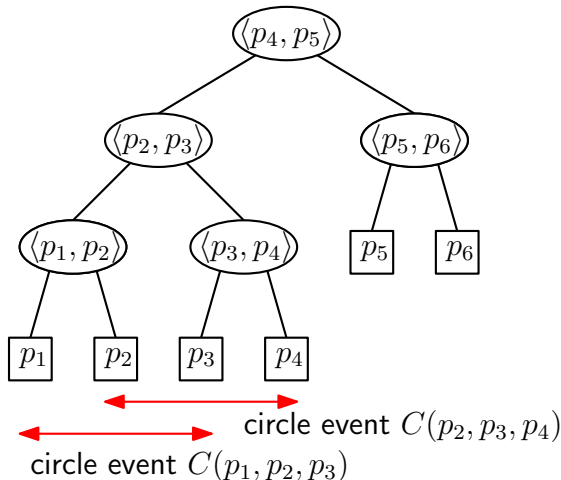 ⟨p₄, p₅⟩
⟨p₂, p₃⟩ ⟨p₅, p₆⟩
⟨p₁, p₂⟩ ⟨p₃, p₄⟩ p₅ p₆
p₁ p₂ p₃ p₄
circle event C(p₂, p₃, p₄)
circle event C(p₁, p₂, p₃)